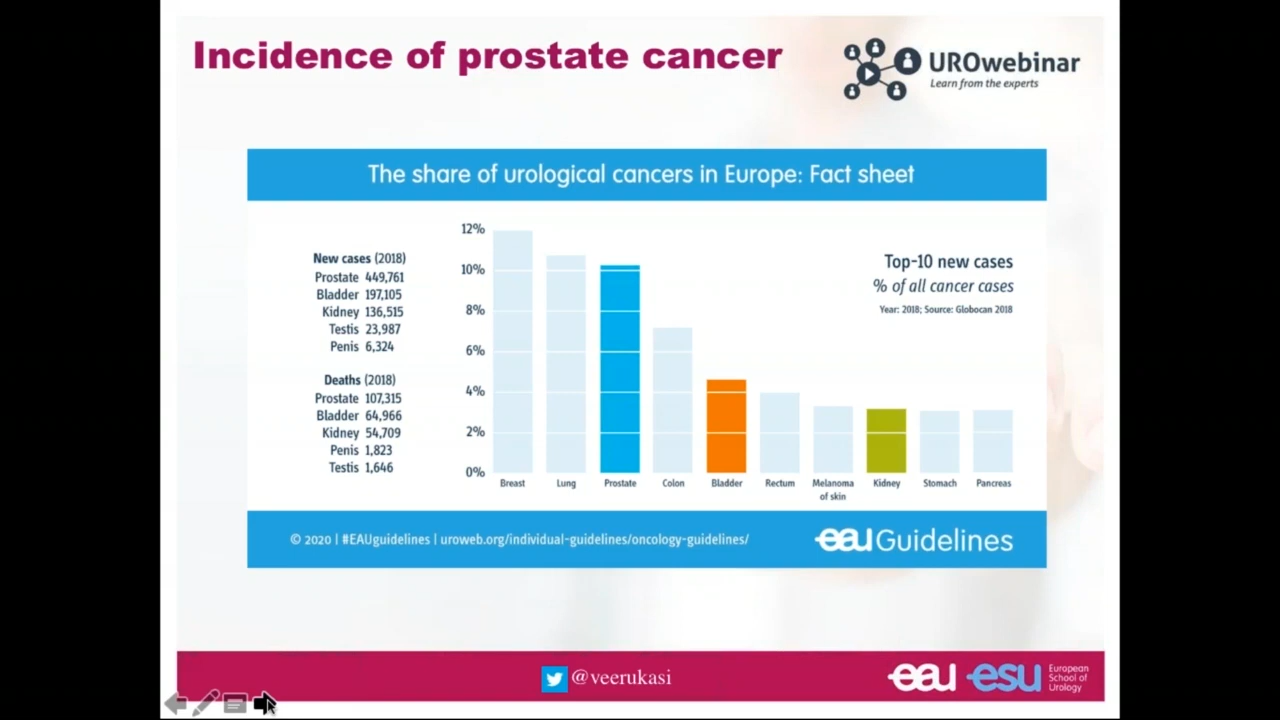 Incidence of prostate cancer
UROwebinar
Learn from the experts
The share of urological cancers in Europe: Fact sheet
New cases (2018)
Prostate 449,761
Bladder 197,105
Kidney 136,515
Testis 23,987
Penis 6,324
Deaths (2018)
Prostate 107,315
Bladder 64,966
Kidney 54,709
Penis 1,823
Testis 1,646
12%
10%
8%
6%
4%
2%
0%
Breast Lung Prostate Colon Bladder Rectum Melanoma of skin Kidney Stomach Pancreas
Top-10 new cases
% of all cancer cases
Year: 2018; Source: Globocan 2018
© 2020 | #EAUguidelines | uroweb.org/individual-guidelines/oncology-guidelines/
eau Guidelines
@veerukasi
eau esu European
School of
Urology